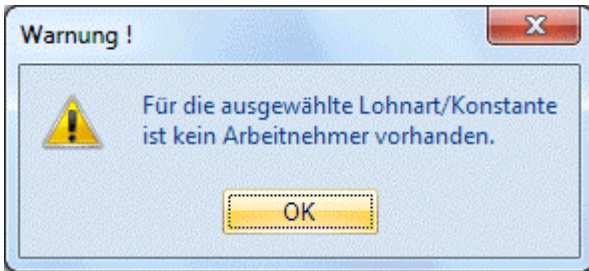 Warnung !
Für die ausgewählte Lohnart/Konstante
ist kein Arbeitnehmer vorhanden.
OK